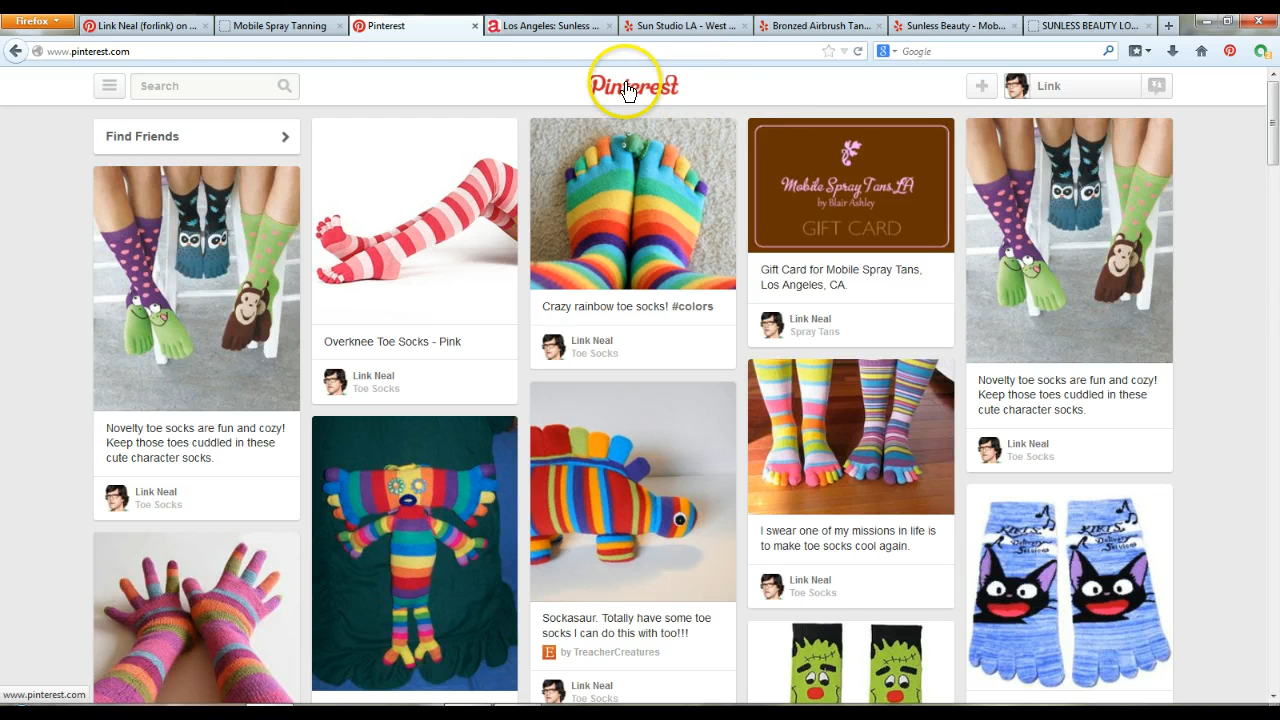 Firefox
Link Neal (forlink) on ...
Mobile Spray Tanning
Pinterest
Los Angeles: Sunless ...
Sun Studio LA - West ...
Bronzed Airbrush Tan...
Sunless Beauty - Mob...
SUNLESS BEAUTY LO...
www.pinterest.com
Google
Search
Pinterest
Link
Find Friends
Novelty toe socks are fun and cozy!
Keep those toes cuddled in these
cute character socks.
Link Neal
Toe Socks
Overknee Toe Socks - Pink
Link Neal
Toe Socks
Crazy rainbow toe socks! #colors
Link Neal
Toe Socks
Sockasaur. Totally have some toe
socks I can do this with too!!!
by TreacherCreatures
Link Neal
Toe Socks
Mobile Spray Tans, LA
by Blair Ashley
GIFT CARD
Gift Card for Mobile Spray Tans,
Los Angeles, CA.
Link Neal
Spray Tans
I swear one of my missions in life is
to make toe socks cool again.
Link Neal
Toe Socks
Novelty toe socks are fun and cozy!
Keep those toes cuddled in these
cute character socks.
Link Neal
Toe Socks
KIKI'S
Delivery
Service
KIKI'S
Delivery
Service
www.pinterest.com